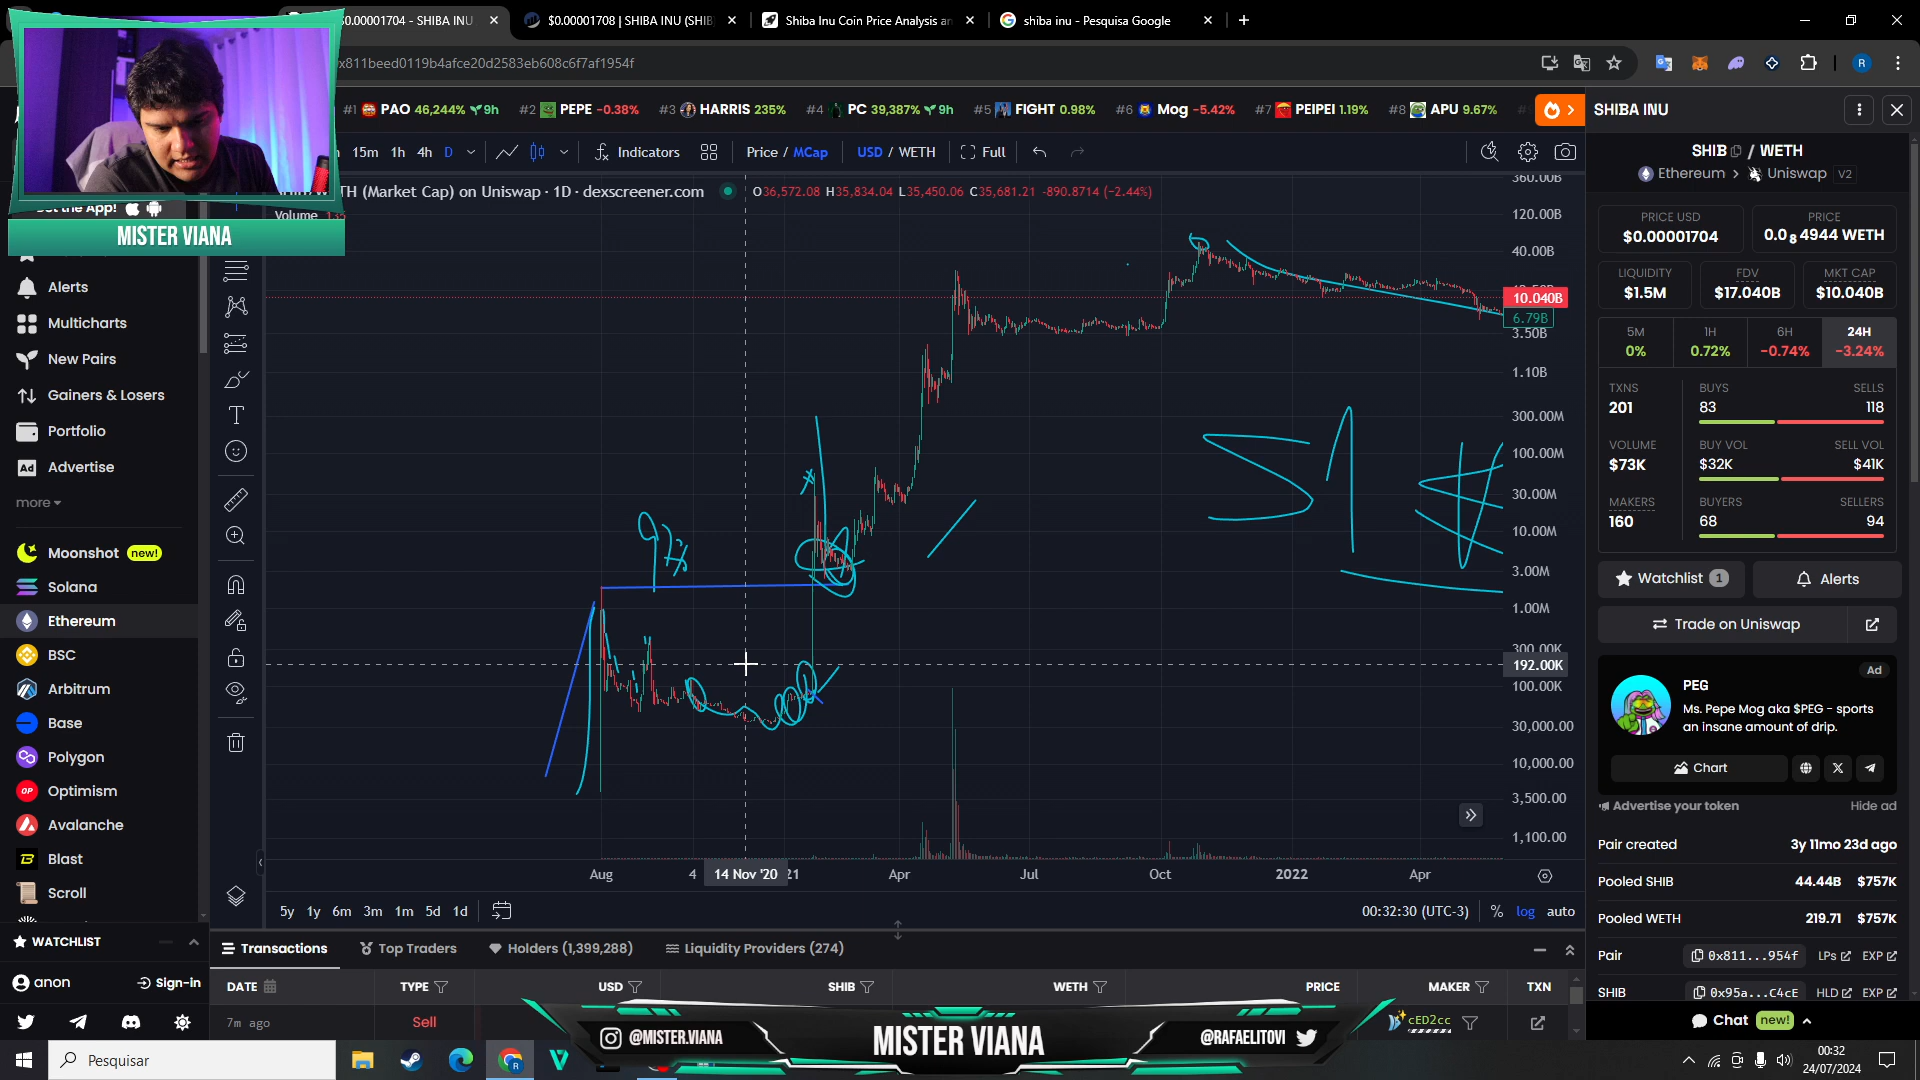 $0.00001704 - SHIBA INU
$0.00001708 | SHIBA INU (SHIB
Shiba Inu Coin Price Analysis an
shiba inu - Pesquisa Google
x811beed0119b4afce20d2583eb608c6f7af1954f
#1 PAO 46,244% 9h #2 PEPE -0.38% #3 HARRIS 235% #4 PC 39,387% 9h #5 FIGHT 0.98% #6 Mog -5.42% #7 PEIPEI 1.19% #8 APU 9.67%
SHIBA INU
15m 1h 4h D Indicators Price / MCap USD / WETH Full
TH (Market Cap) on Uniswap · 1D · dexscreener.com O36,572.08 H35,834.04 L35,450.06 C35,681.21 -890.8714 (-2.44%)
Volume
Get the App!
MISTER VIANA
Alerts
Multicharts
New Pairs
Gainers & Losers
Portfolio
Advertise
more
Moonshot new!
Solana
Ethereum
BSC
Arbitrum
Base
Polygon
Optimism
Avalanche
Blast
Scroll
WATCHLIST
anon Sign-in
Pesquisar
360.00B
120.00B
40.00B
10.040B
6.79B
3.50B
1.10B
300.00M
100.00M
30.00M
10.00M
3.00M
1.00M
300.00K
192.00K
100.00K
30,000.00
10,000.00
3,500.00
1,100.00
Aug 4 14 Nov '20 21 Apr Jul Oct 2022 Apr
5y 1y 6m 3m 1m 5d 1d
00:32:30 (UTC-3) % log auto
Transactions Top Traders Holders (1,399,288) Liquidity Providers (274)
DATE TYPE USD SHIB WETH PRICE MAKER TXN
7m ago Sell cED2cc
@MISTER.VIANA
MISTER VIANA
@RAFAELITOVI
SHIB / WETH
Ethereum > Uniswap V2
PRICE USD
$0.00001704
PRICE
0.0₈4944 WETH
LIQUIDITY
$1.5M
FDV
$17.040B
MKT CAP
$10.040B
5M
0%
1H
0.72%
6H
-0.74%
24H
-3.24%
TXNS
201
BUYS
83
SELLS
118
VOLUME
$73K
BUY VOL
$32K
SELL VOL
$41K
MAKERS
160
BUYERS
68
SELLERS
94
Watchlist 1
Alerts
Trade on Uniswap
Ad
PEG
Ms. Pepe Mog aka $PEG - sports
an insane amount of drip.
Chart
Advertise your token Hide ad
Pair created 3y 11mo 23d ago
Pooled SHIB 44.44B $757K
Pooled WETH 219.71 $757K
Pair 0x811...954f LPs EXP
SHIB 0x95a...C4cE HLD EXP
Chat new!
00:32
24/07/2024